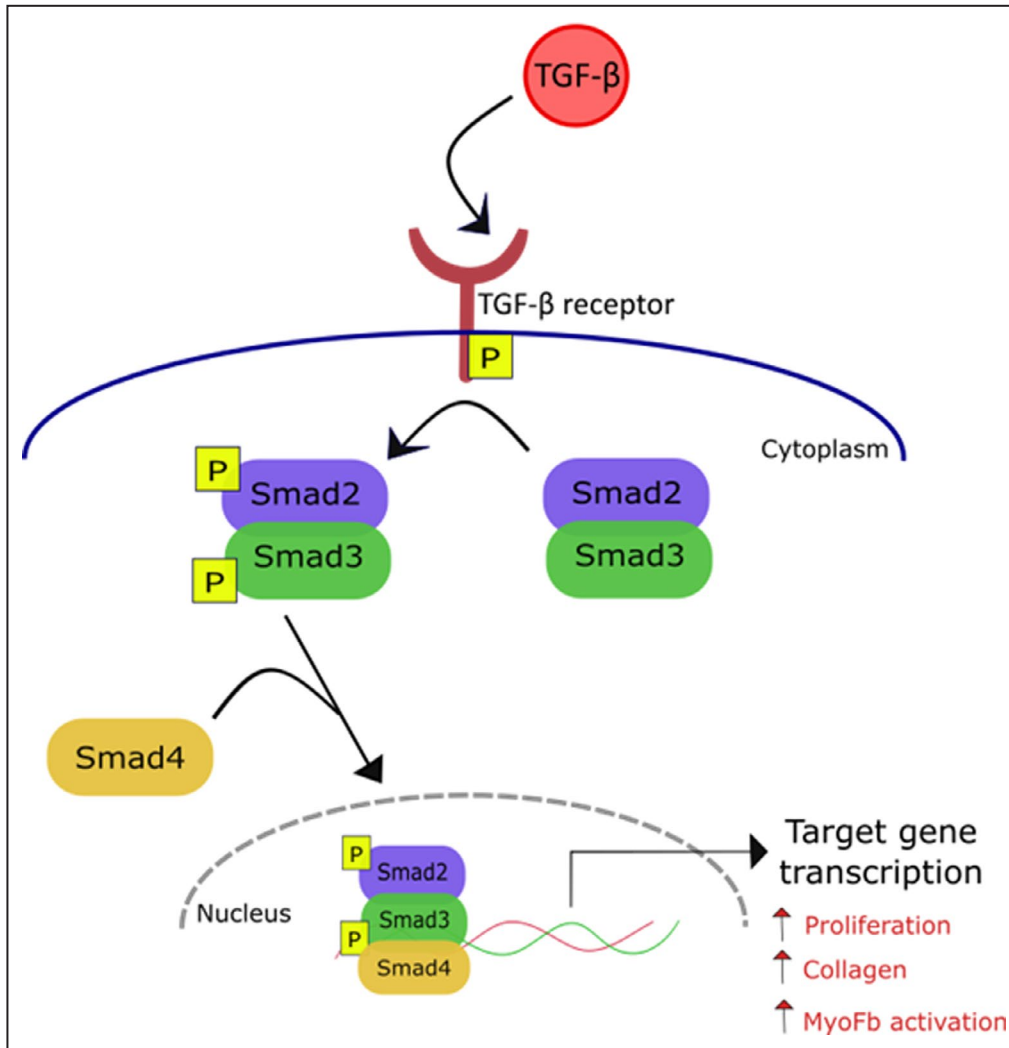 TGF-β
TGF-β receptor
P
Cytoplasm
P
Smad2
Smad3
P
Smad2
Smad3
Smad4
Nucleus
P
Smad2
Smad3
P
Smad4
Target gene
transcription
Proliferation
Collagen
MyoFb activation